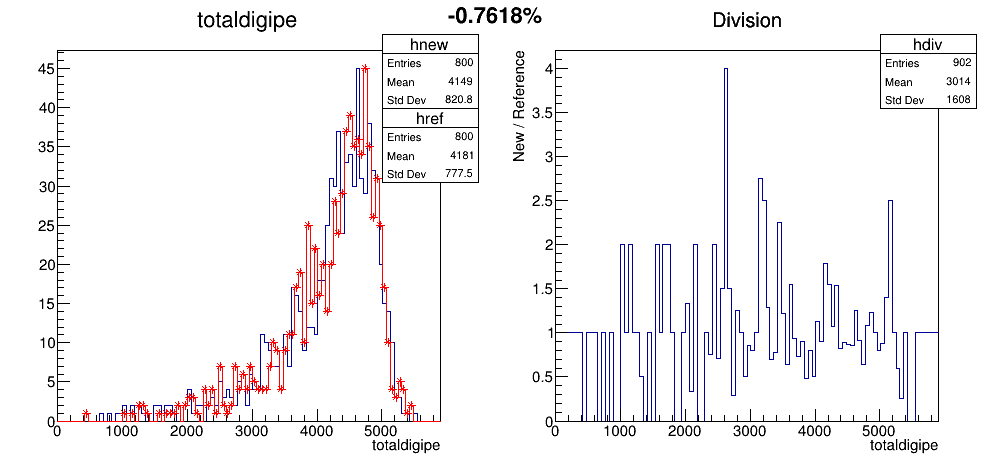 totaldigipe
-0.7618%
Division
hnew
Entries 800
Mean 4149
Std Dev 820.8
href
Entries 800
Mean 4181
Std Dev 777.5
45
40
35
30
25
20
15
10
5
0
0 1000 2000 3000 4000 5000
totaldigipe
hdiv
Entries 902
Mean 3014
Std Dev 1608
New / Reference
4
3.5
3
2.5
2
1.5
1
0.5
0
0 1000 2000 3000 4000 5000
totaldigipe